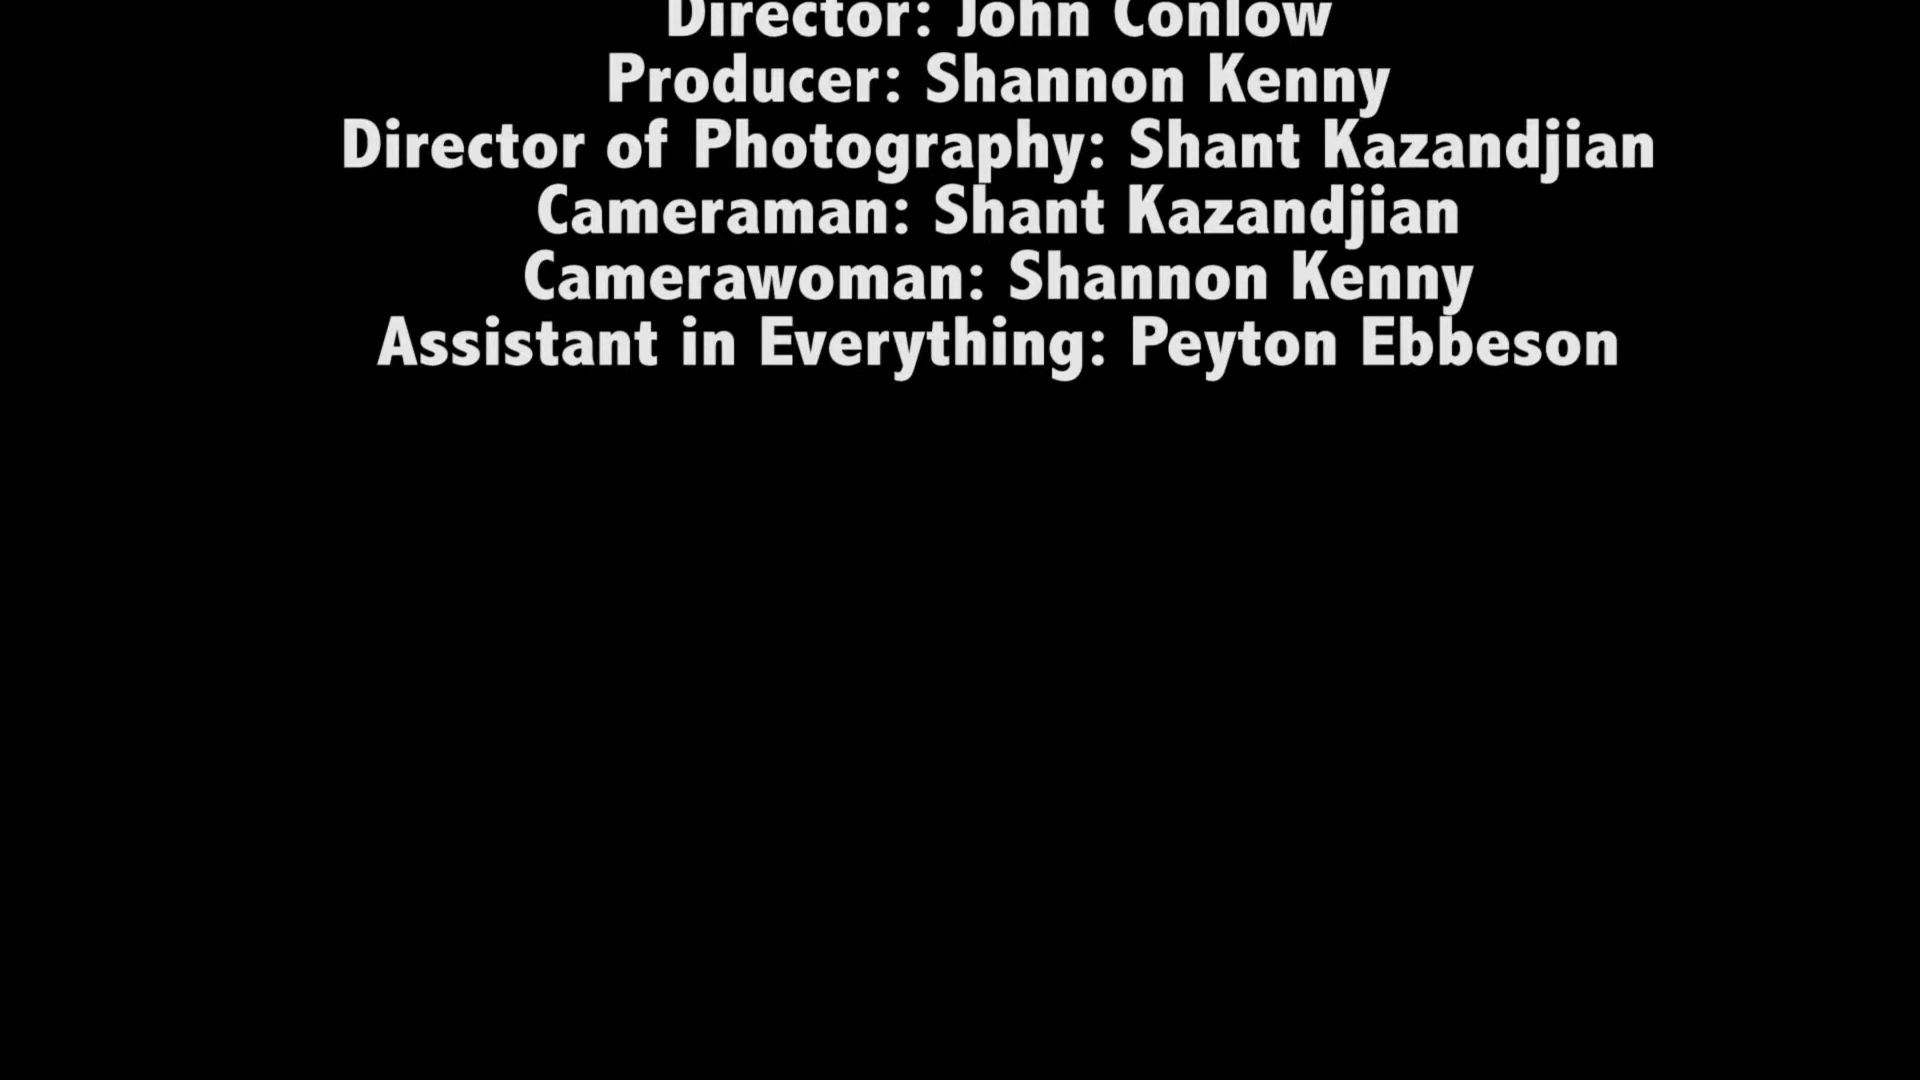 Director: John Conlow
Producer: Shannon Kenny
Director of Photography: Shant Kazandjian
Cameraman: Shant Kazandjian
Camerawoman: Shannon Kenny
Assistant in Everything: Peyton Ebbeson